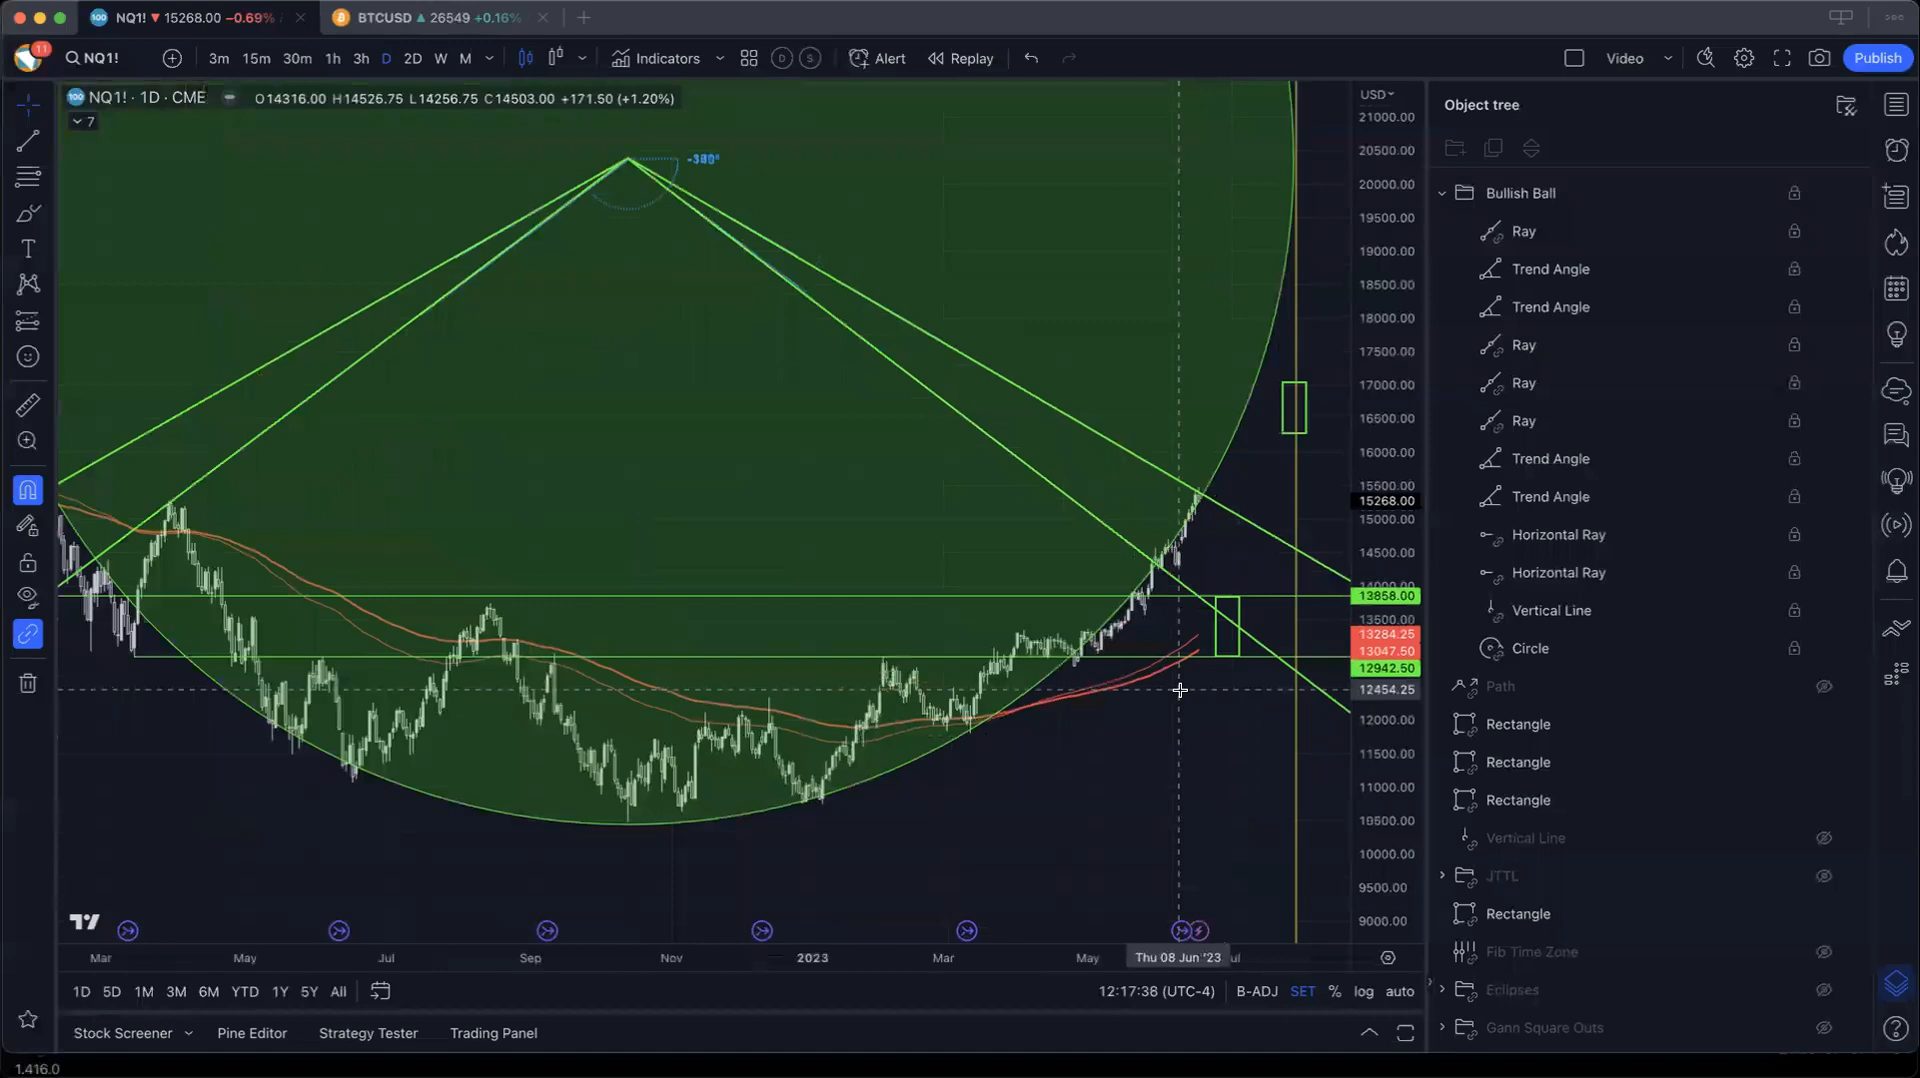 NQ1! ▼ 15268.00 −0.69%
BTCUSD ▲ 26549 +0.16%
11
NQ1!
3m 15m 30m 1h 3h D 2D W M
Indicators
D S
Alert
Replay
Video
Publish
100 NQ1! · 1D · CME O14316.00 H14526.75 L14256.75 C14503.00 +171.50 (+1.20%)
7
USD
21000.00
20500.00
20000.00
19500.00
19000.00
18500.00
18000.00
17500.00
17000.00
16500.00
16000.00
15500.00
15268.00
15000.00
14500.00
14000.00
13858.00
13500.00
13284.25
13047.50
12942.50
12454.25
12000.00
11500.00
11000.00
10500.00
10000.00
9500.00
9000.00
Mar May Jul Sep Nov 2023 Mar May Thu 08 Jun '23 ul
1D 5D 1M 3M 6M YTD 1Y 5Y All
12:17:38 (UTC-4) B-ADJ SET % log auto
Stock Screener Pine Editor Strategy Tester Trading Panel
1.416.0
Object tree
Bullish Ball
Ray
Trend Angle
Trend Angle
Ray
Ray
Ray
Trend Angle
Trend Angle
Horizontal Ray
Horizontal Ray
Vertical Line
Circle
Path
Rectangle
Rectangle
Rectangle
Vertical Line
JTTL
Rectangle
Fib Time Zone
Eclipses
Gann Square Outs